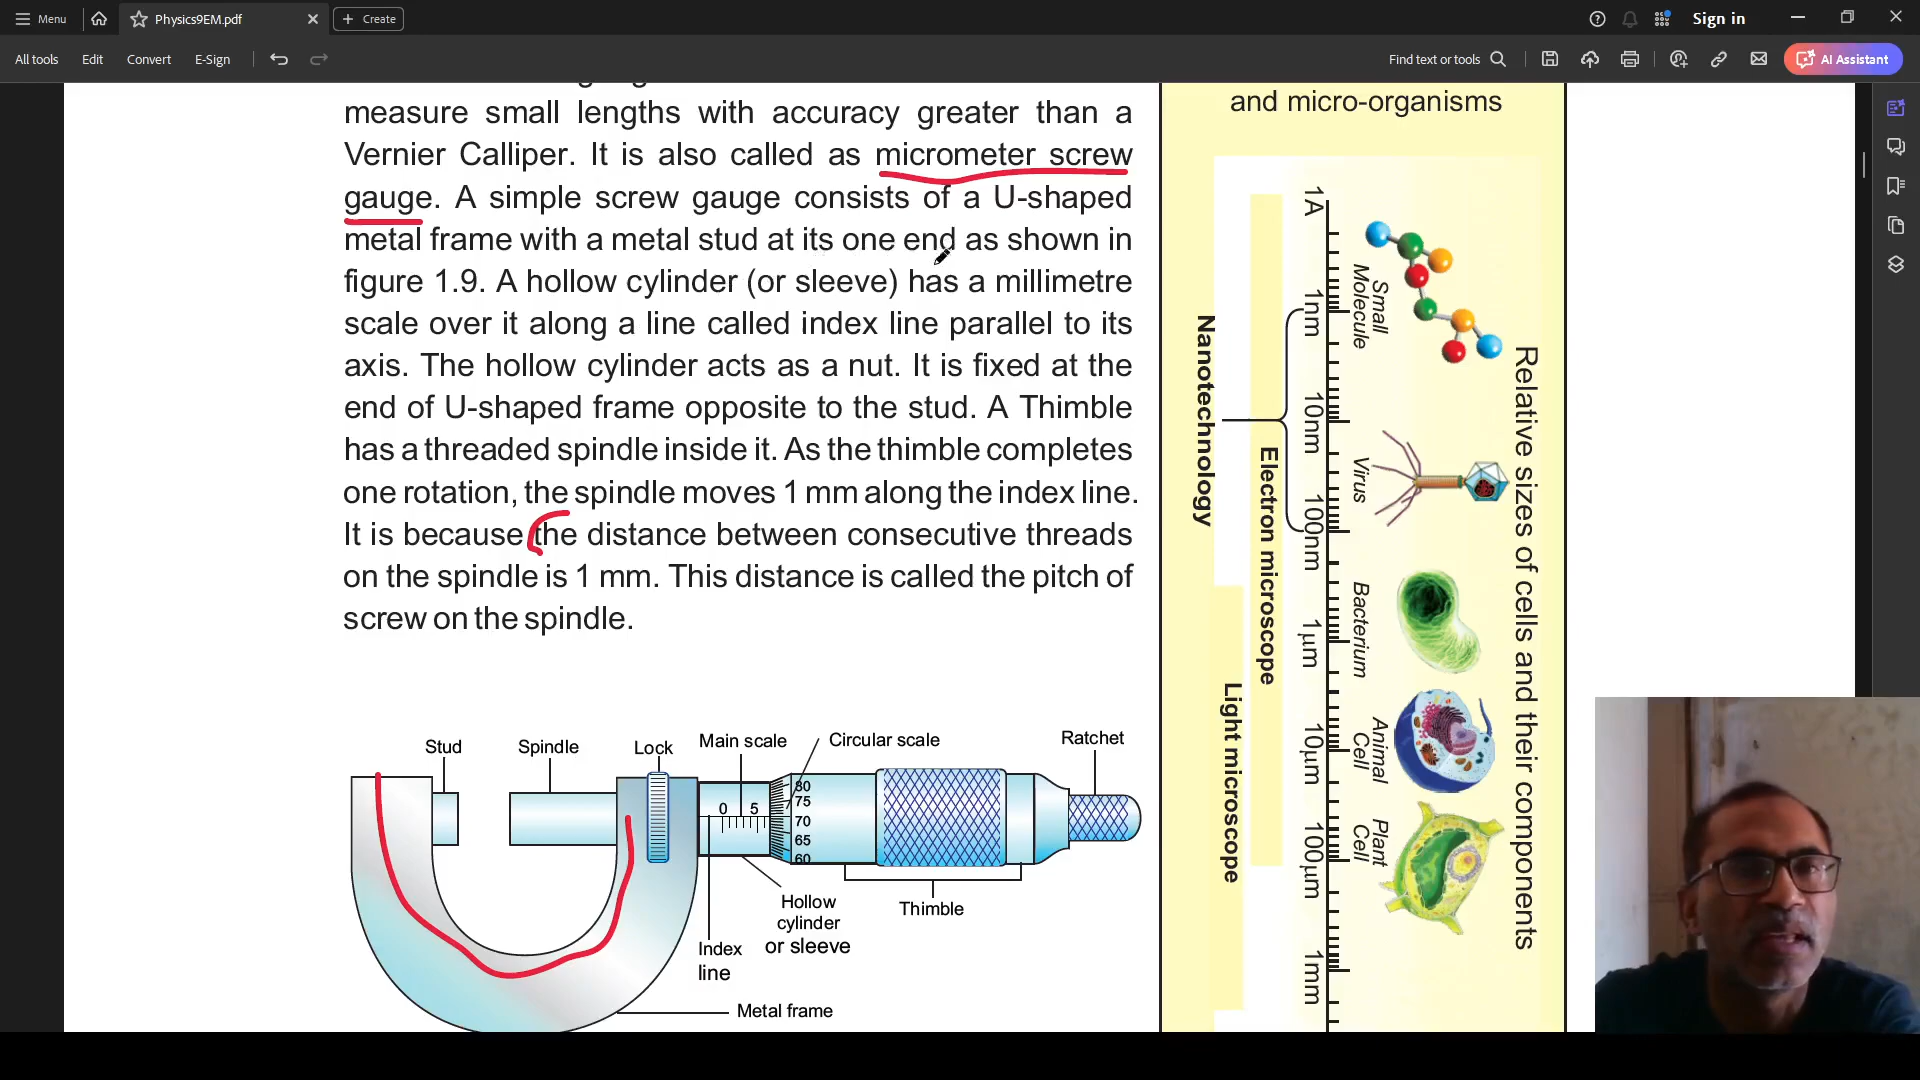 Menu
Physics9EM.pdf
Create
Sign in
All tools
Edit
Convert
E-Sign
Find text or tools
AI Assistant
measure small lengths with accuracy greater than a
Vernier Calliper. It is also called as micrometer screw
gauge. A simple screw gauge consists of a U-shaped
metal frame with a metal stud at its one end as shown in
figure 1.9. A hollow cylinder (or sleeve) has a millimetre
scale over it along a line called index line parallel to its
axis. The hollow cylinder acts as a nut. It is fixed at the
end of U-shaped frame opposite to the stud. A Thimble
has a threaded spindle inside it. As the thimble completes
one rotation, the spindle moves 1 mm along the index line.
It is because the distance between consecutive threads
on the spindle is 1 mm. This distance is called the pitch of
screw on the spindle.
Stud
Spindle
Lock
Main scale
Circular scale
Ratchet
0 5
80
75
70
65
60
Hollow
cylinder
or sleeve
Thimble
Index
line
Metal frame
and micro-organisms
Relative sizes of cells and their components
Small
Molecule
Virus
Bacterium
Animal
Cell
Plant
Cell
1A
1nm
10nm
100nm
1µm
10µm
100µm
1mm
Nanotechnology
Electron microscope
Light microscope